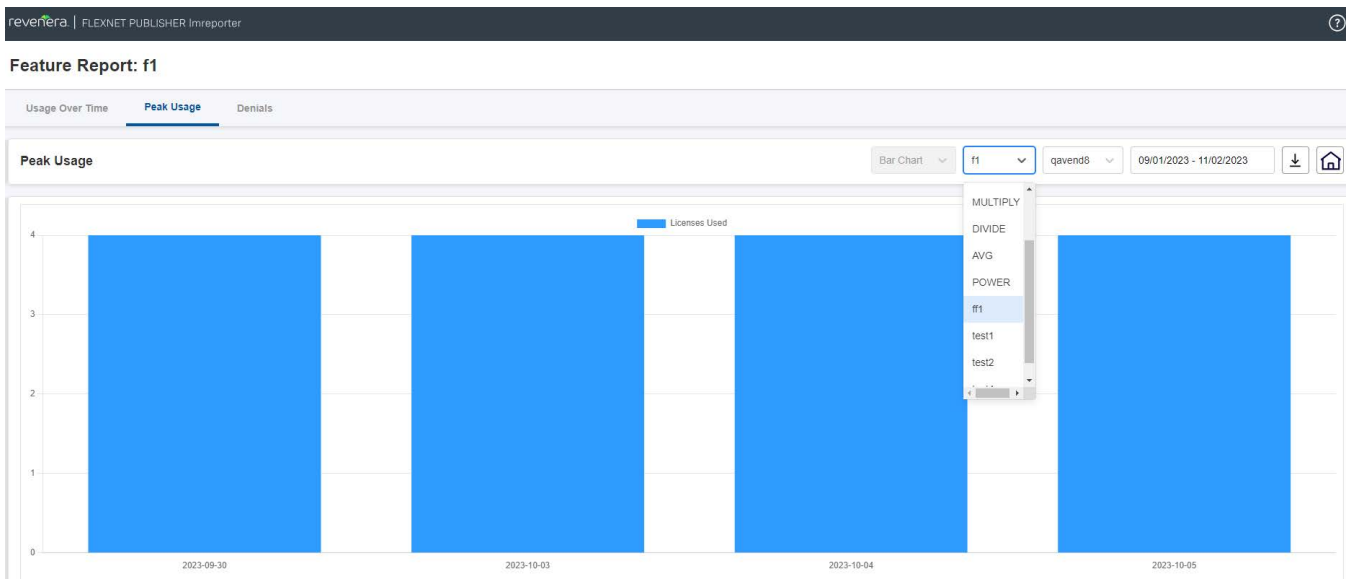 revenera. | FLEXNET PUBLISHER lmreporter
?
Feature Report: f1
Usage Over Time Peak Usage Denials
Peak Usage
Bar Chart f1 qavend8 09/01/2023 - 11/02/2023
MULTIPLY
DIVIDE
AVG
POWER
ff1
test1
test2
Licenses Used
4
3
2
1
0
2023-09-30 2023-10-03 2023-10-04 2023-10-05